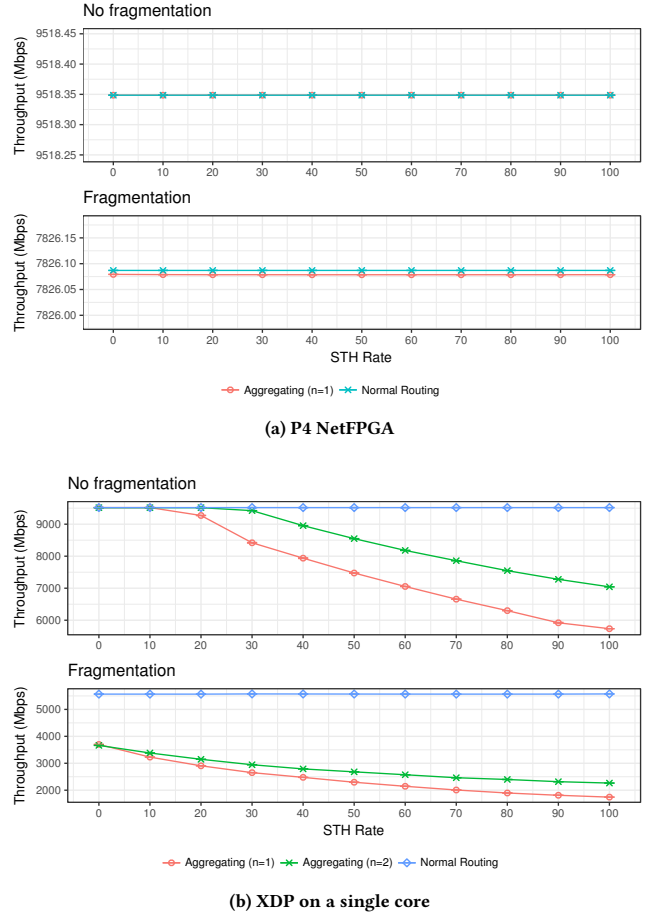 No fragmentation
Throughput (Mbps)
9518.45
9518.40
9518.35
9518.30
9518.25
0 10 20 30 40 50 60 70 80 90 100
Fragmentation
Throughput (Mbps)
7826.15
7826.10
7826.05
7826.00
0 10 20 30 40 50 60 70 80 90 100
STH Rate
Aggregating (n=1) Normal Routing
(a) P4 NetFPGA
No fragmentation
Throughput (Mbps)
9000
8000
7000
6000
0 10 20 30 40 50 60 70 80 90 100
Fragmentation
Throughput (Mbps)
5000
4000
3000
2000
0 10 20 30 40 50 60 70 80 90 100
STH Rate
Aggregating (n=1) Aggregating (n=2) Normal Routing
(b) XDP on a single core